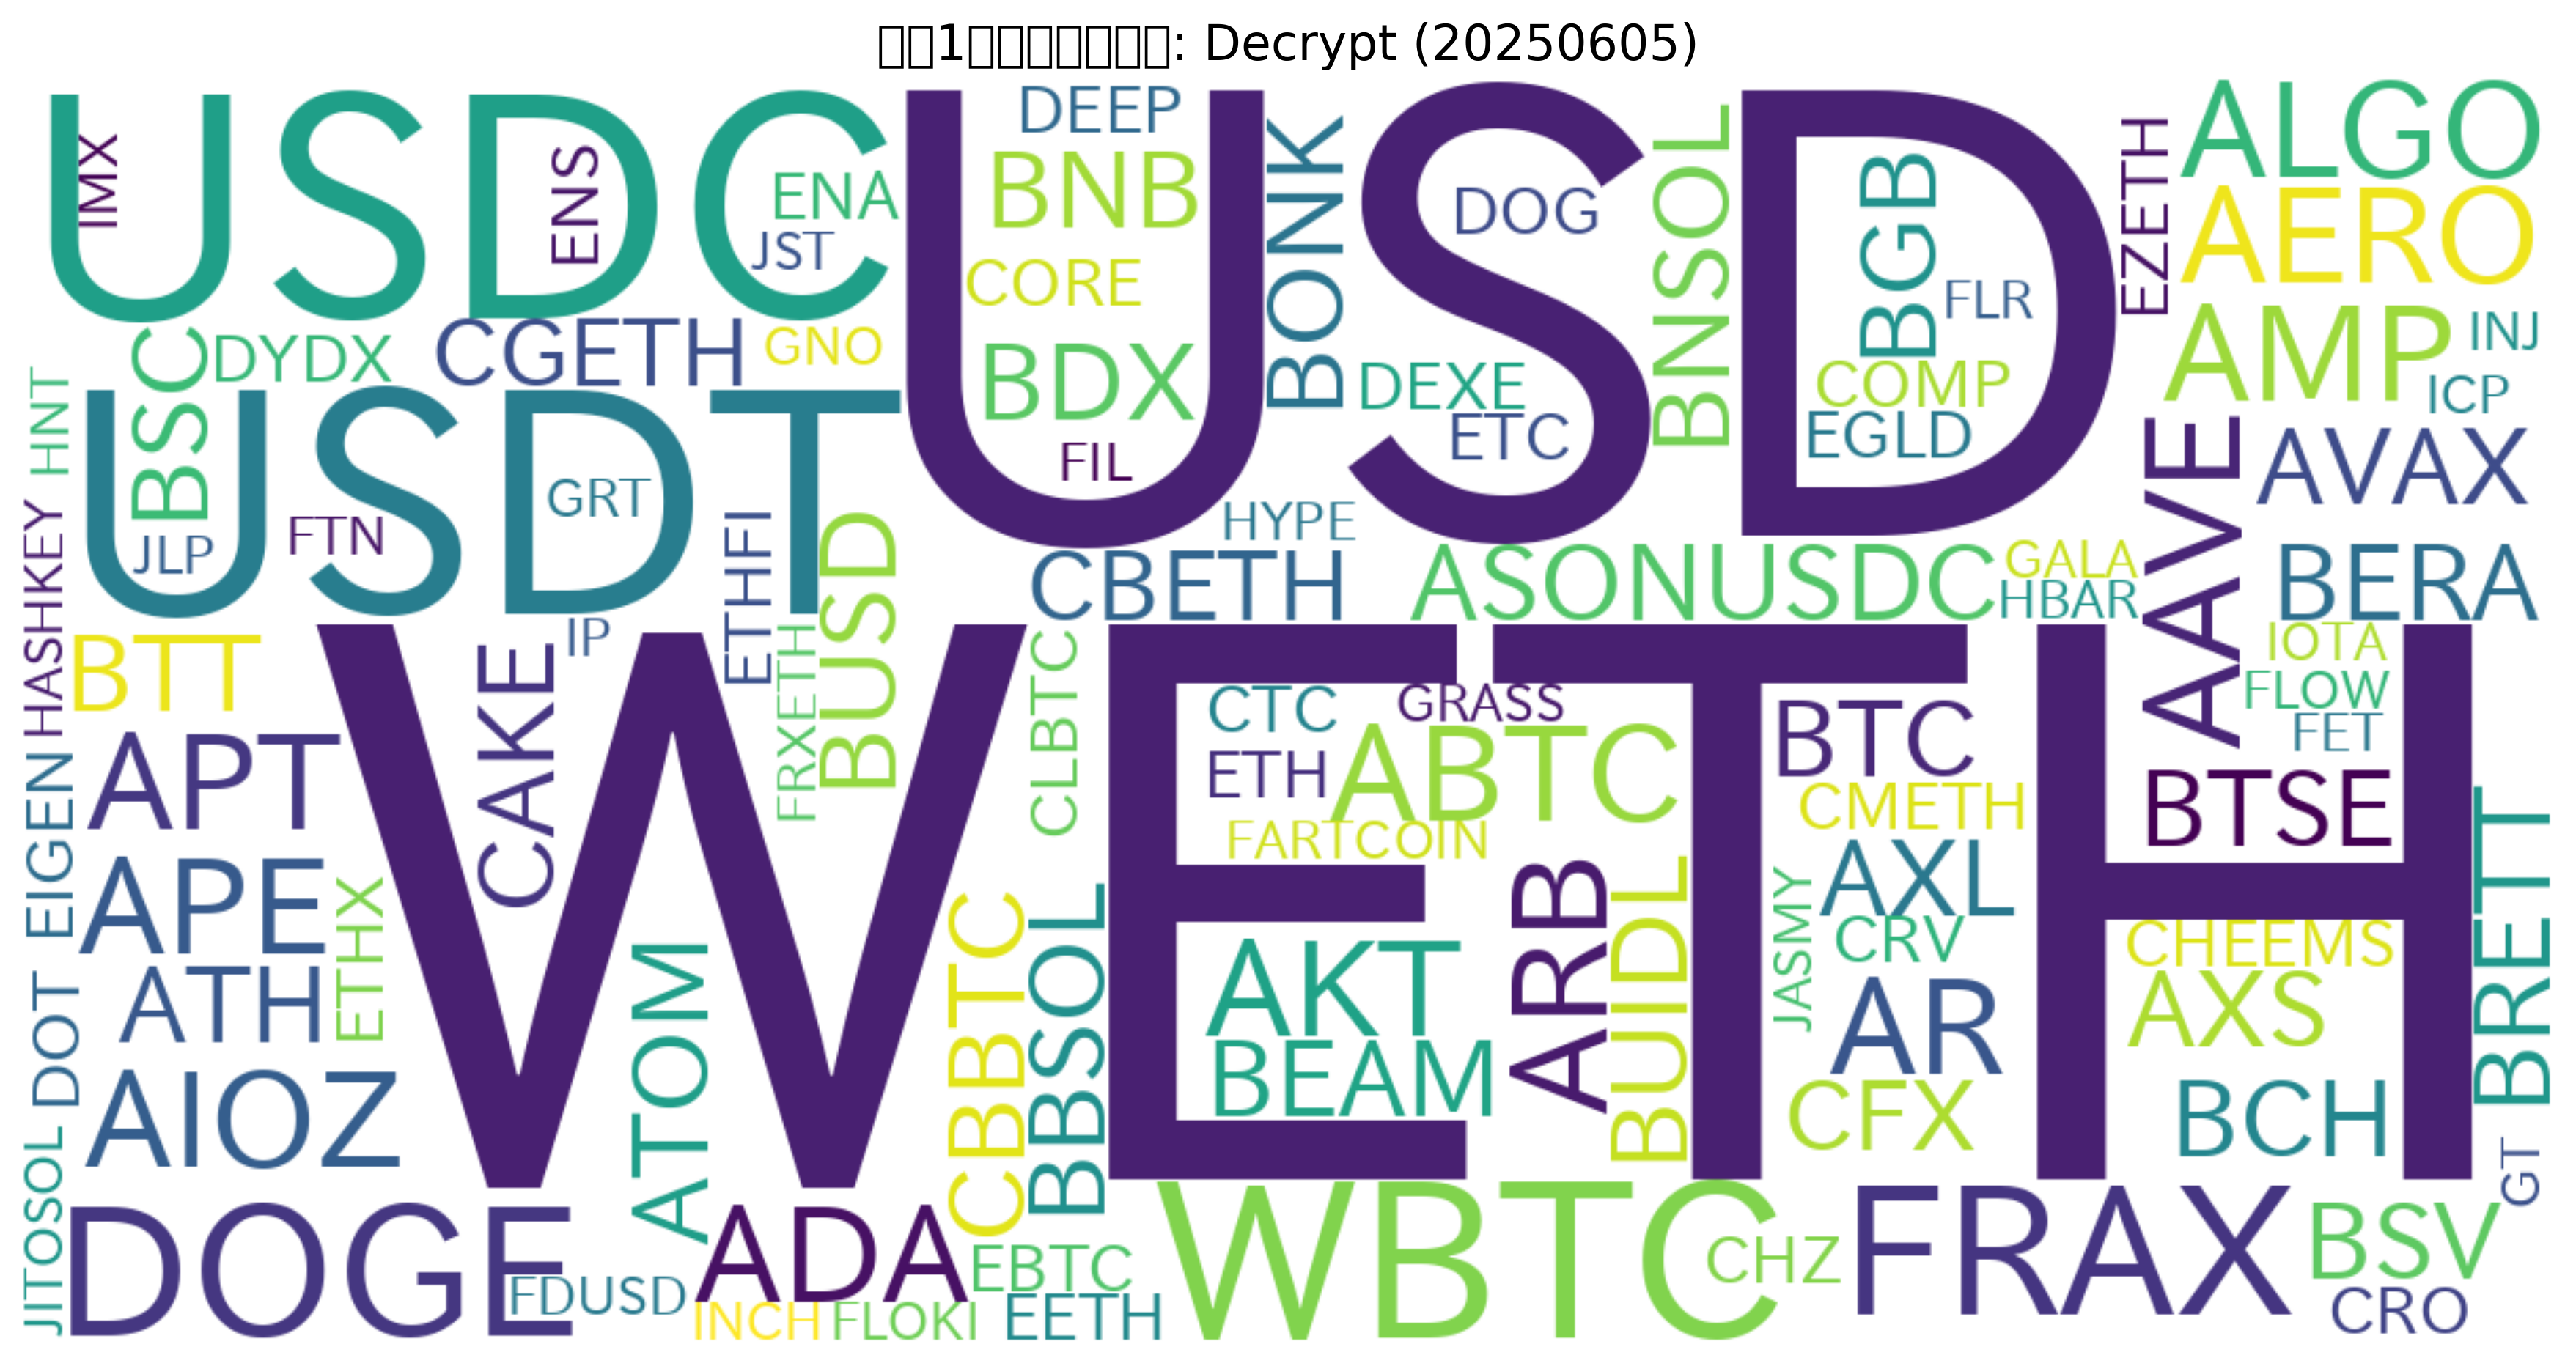 1: Decrypt (20250605)
USDC
USD
IMX
ENS
ENA
JST
DEEP
BNB
CORE
BDX
FIL
BONK
DOG
DEXE
ETC
BNSOL
BGB
FLR
COMP
EGLD
EZETH
ALGO
AERO
AMP
INJ
ICP
AVAX
AAVE
BERA
BSC
DYDX
CGETH
GNO
HNT
USDT
JLP
FTN
GRT
ETHFI
BUSD
HASHKEY
BTT
IP
HYPE
CBETH
ASONUSDC
GALA
HBAR
IOTA
FLOW
FET
WETH
CAKE
FRXETH
CLBTC
CTC
GRASS
ETH
ABTC
FARTCOIN
BTC
CMETH
BTSE
BRETT
EIGEN
APT
APE
ETHX
ATH
DOT
AIOZ
ATOM
CBBTC
BBSOL
AKT
BEAM
ARB
BUIDL
JASMY
AXL
CRV
AR
CFX
CHEEMS
AXS
BCH
GT
JITOSOL
DOGE
FDUSD
ADA
INCH
FLOKI
EBTC
EETH
WBTC
CHZ
FRAX
BSV
CRO